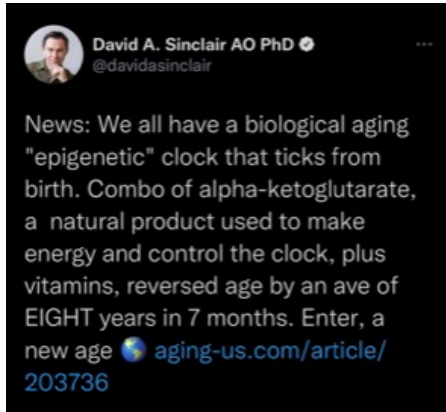 David A. Sinclair AO PhD
@davidasinclair
News: We all have a biological aging
"epigenetic" clock that ticks from
birth. Combo of alpha-ketoglutarate,
a natural product used to make
energy and control the clock, plus
vitamins, reversed age by an ave of
EIGHT years in 7 months. Enter, a
new age 🌎 aging-us.com/article/
203736